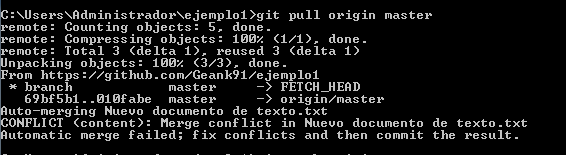 C:\Users\Administrador\ejemplo1>git pull origin master
remote: Counting objects: 5, done.
remote: Compressing objects: 100% (1/1), done.
remote: Total 3 (delta 1), reused 3 (delta 1)
Unpacking objects: 100% (3/3), done.
From https://github.com/Geank91/ejemplo1
 * branch            master     -> FETCH_HEAD
   69bf5b1..010fabe  master     -> origin/master
Auto-merging Nuevo documento de texto.txt
CONFLICT (content): Merge conflict in Nuevo documento de texto.txt
Automatic merge failed; fix conflicts and then commit the result.